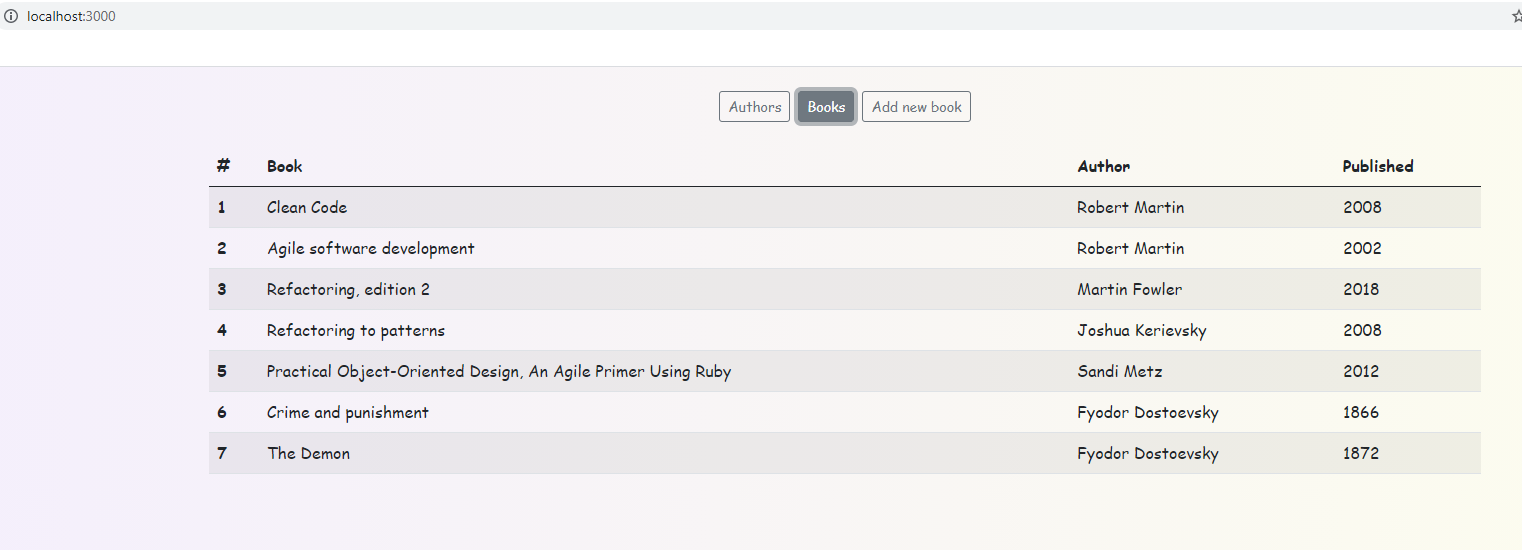 localhost:3000
Authors Books Add new book
# Book Author Published
1 Clean Code Robert Martin 2008
2 Agile software development Robert Martin 2002
3 Refactoring, edition 2 Martin Fowler 2018
4 Refactoring to patterns Joshua Kerievsky 2008
5 Practical Object-Oriented Design, An Agile Primer Using Ruby Sandi Metz 2012
6 Crime and punishment Fyodor Dostoevsky 1866
7 The Demon Fyodor Dostoevsky 1872